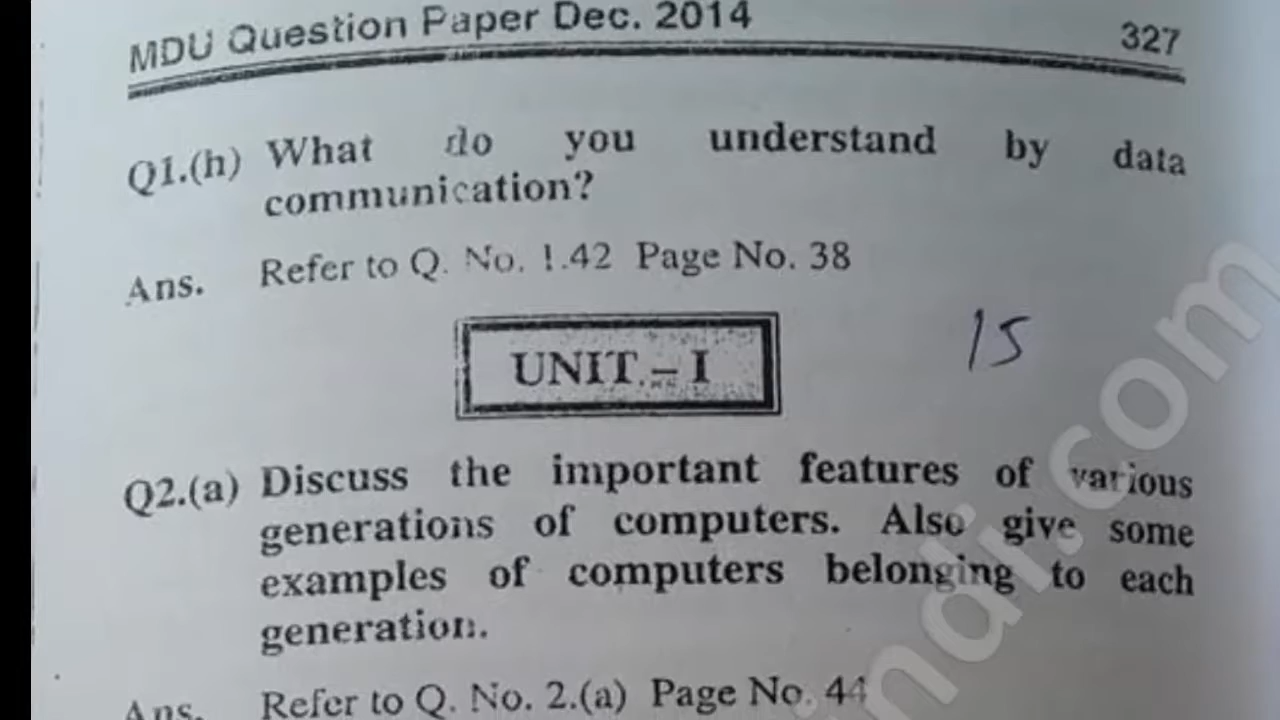 MDU Question Paper Dec. 2014 327
Q1.(h) What do you understand by data
communication?
Ans. Refer to Q. No. 1.42 Page No. 38
UNIT – I
15
Q2.(a) Discuss the important features of various
generations of computers. Also give some
examples of computers belonging to each
generation.
Ans. Refer to Q. No. 2.(a) Page No. 44
indi.com